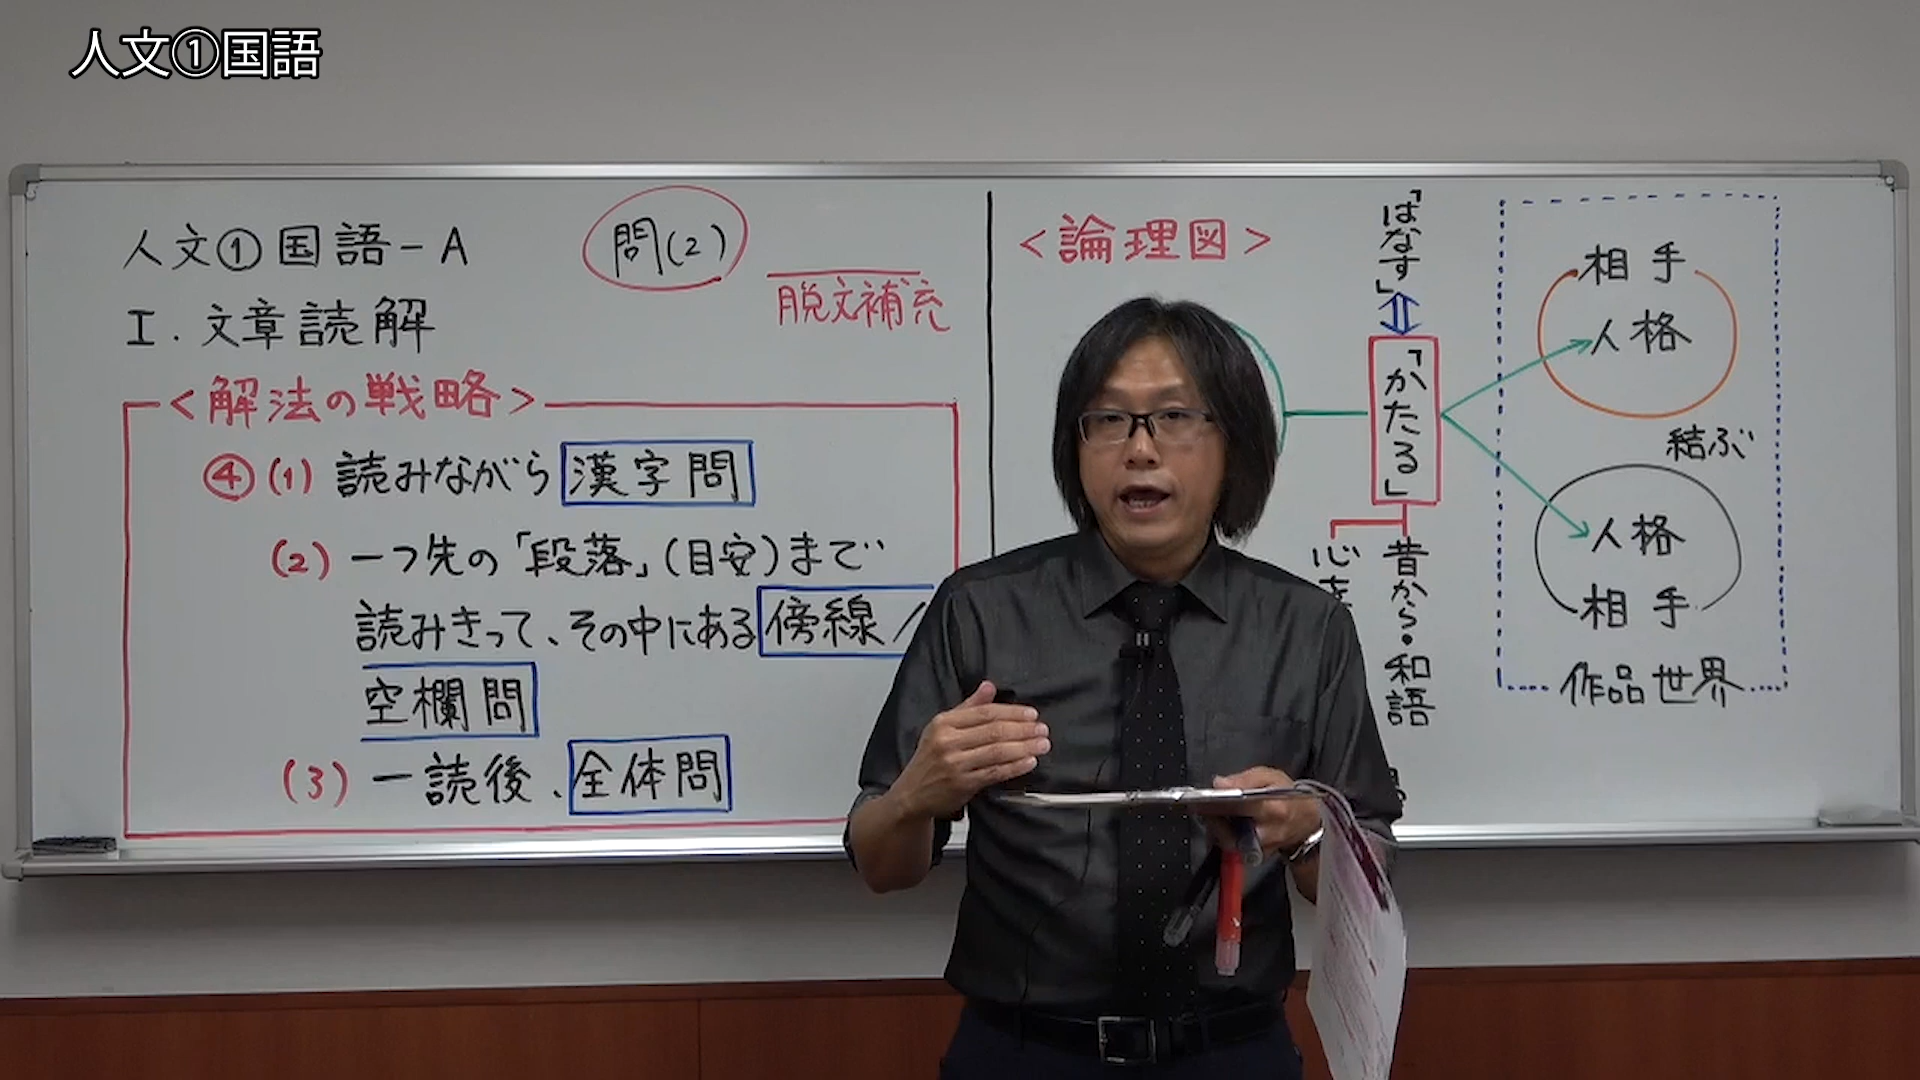 人文①国語
人文①国語-A
問(2)
脱文補充
I. 文章読解
<解法の戦略>
④(1) 読みながら漢字問
(2) 一つ先の「段落」(目安)まで
読みきって、その中にある傍線/
空欄問
(3) 一読後、全体問
<論理図>
「はなす」
「かたる」
昔から・和語
相手
人格
結ぶ
人格
相手
作品世界